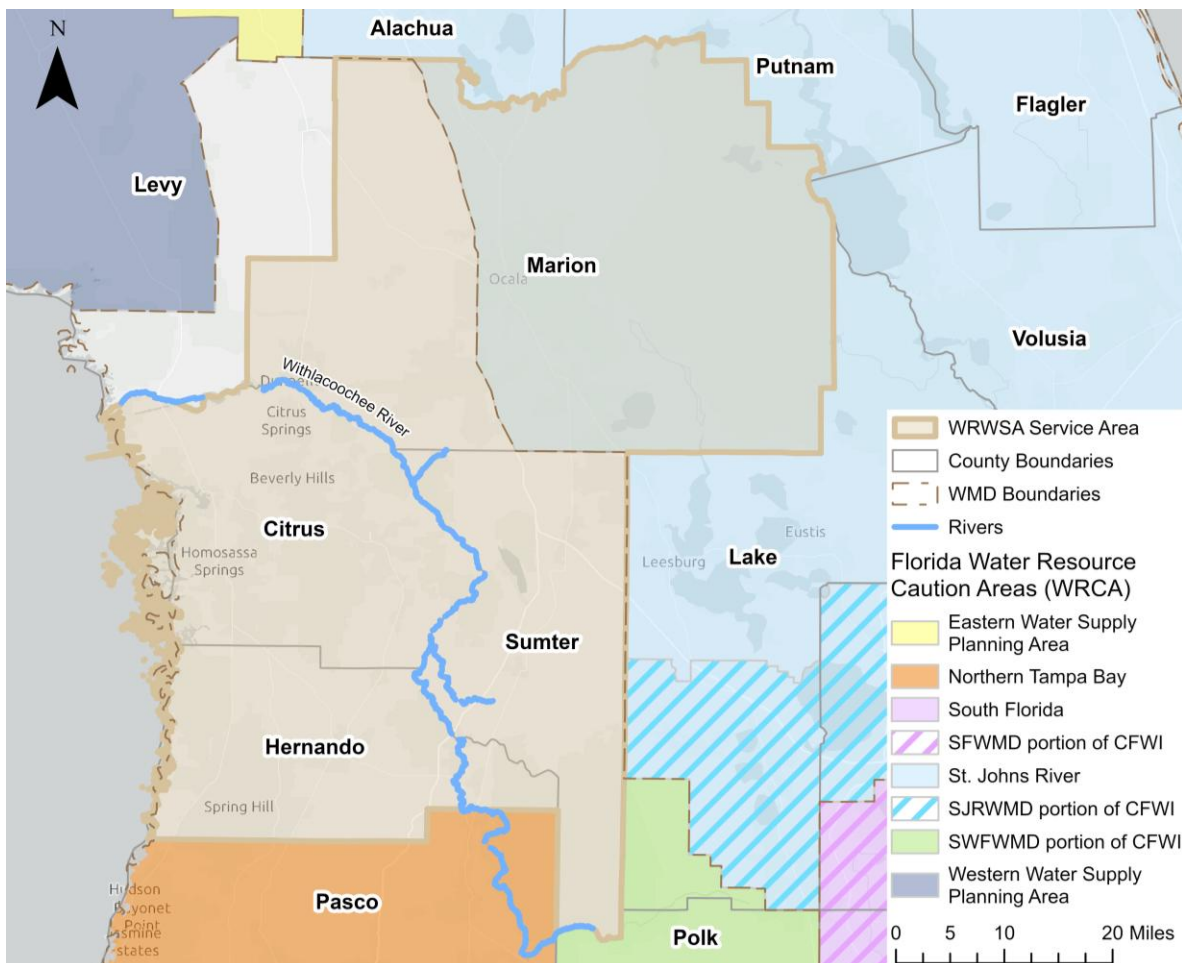 N
Alachua
Putnam
Flagler
Levy
Marion
Ocala
Volusia
Withlacoochee River
Citrus
Springs
Beverly Hills
Citrus
Homosassa
Springs
Leesburg
Eustis
Lake
Sumter
Hernando
Spring Hill
Pasco
Hudson
Point
Polk
WRWSA Service Area
County Boundaries
WMD Boundaries
Rivers
Florida Water Resource
Caution Areas (WRCA)
Eastern Water Supply
Planning Area
Northern Tampa Bay
South Florida
SFWMD portion of CFWI
St. Johns River
SJRWMD portion of CFWI
SWFWMD portion of CFWI
Western Water Supply
Planning Area
0 5 10 20 Miles